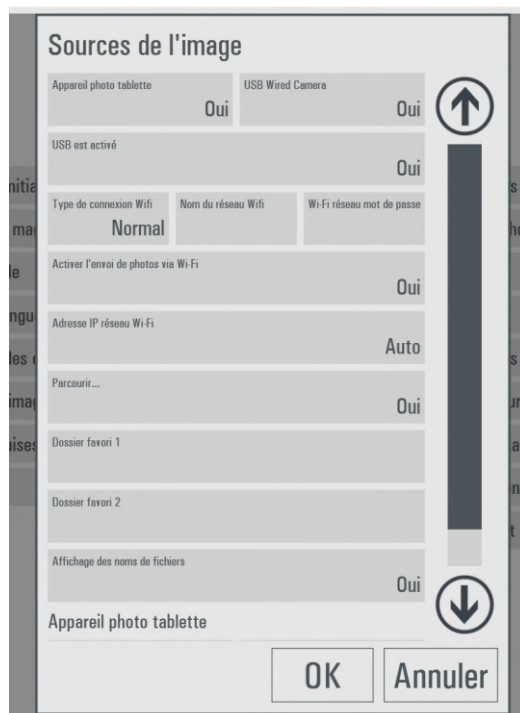 Sources de l'image
Appareil photo tablette
USB Wired Camera
Oui
Oui
USB est activé
Oui
Type de connexion Wifi
Nom du réseau Wifi
Wi-Fi réseau mot de passe
Normal
Activer l'envoi de photos via Wi-Fi
Oui
Adresse IP réseau Wi-Fi
Auto
Parcourir...
Oui
Dossier favori 1
Dossier favori 2
Affichage des noms de fichiers
Oui
Appareil photo tablette
OK
Annuler